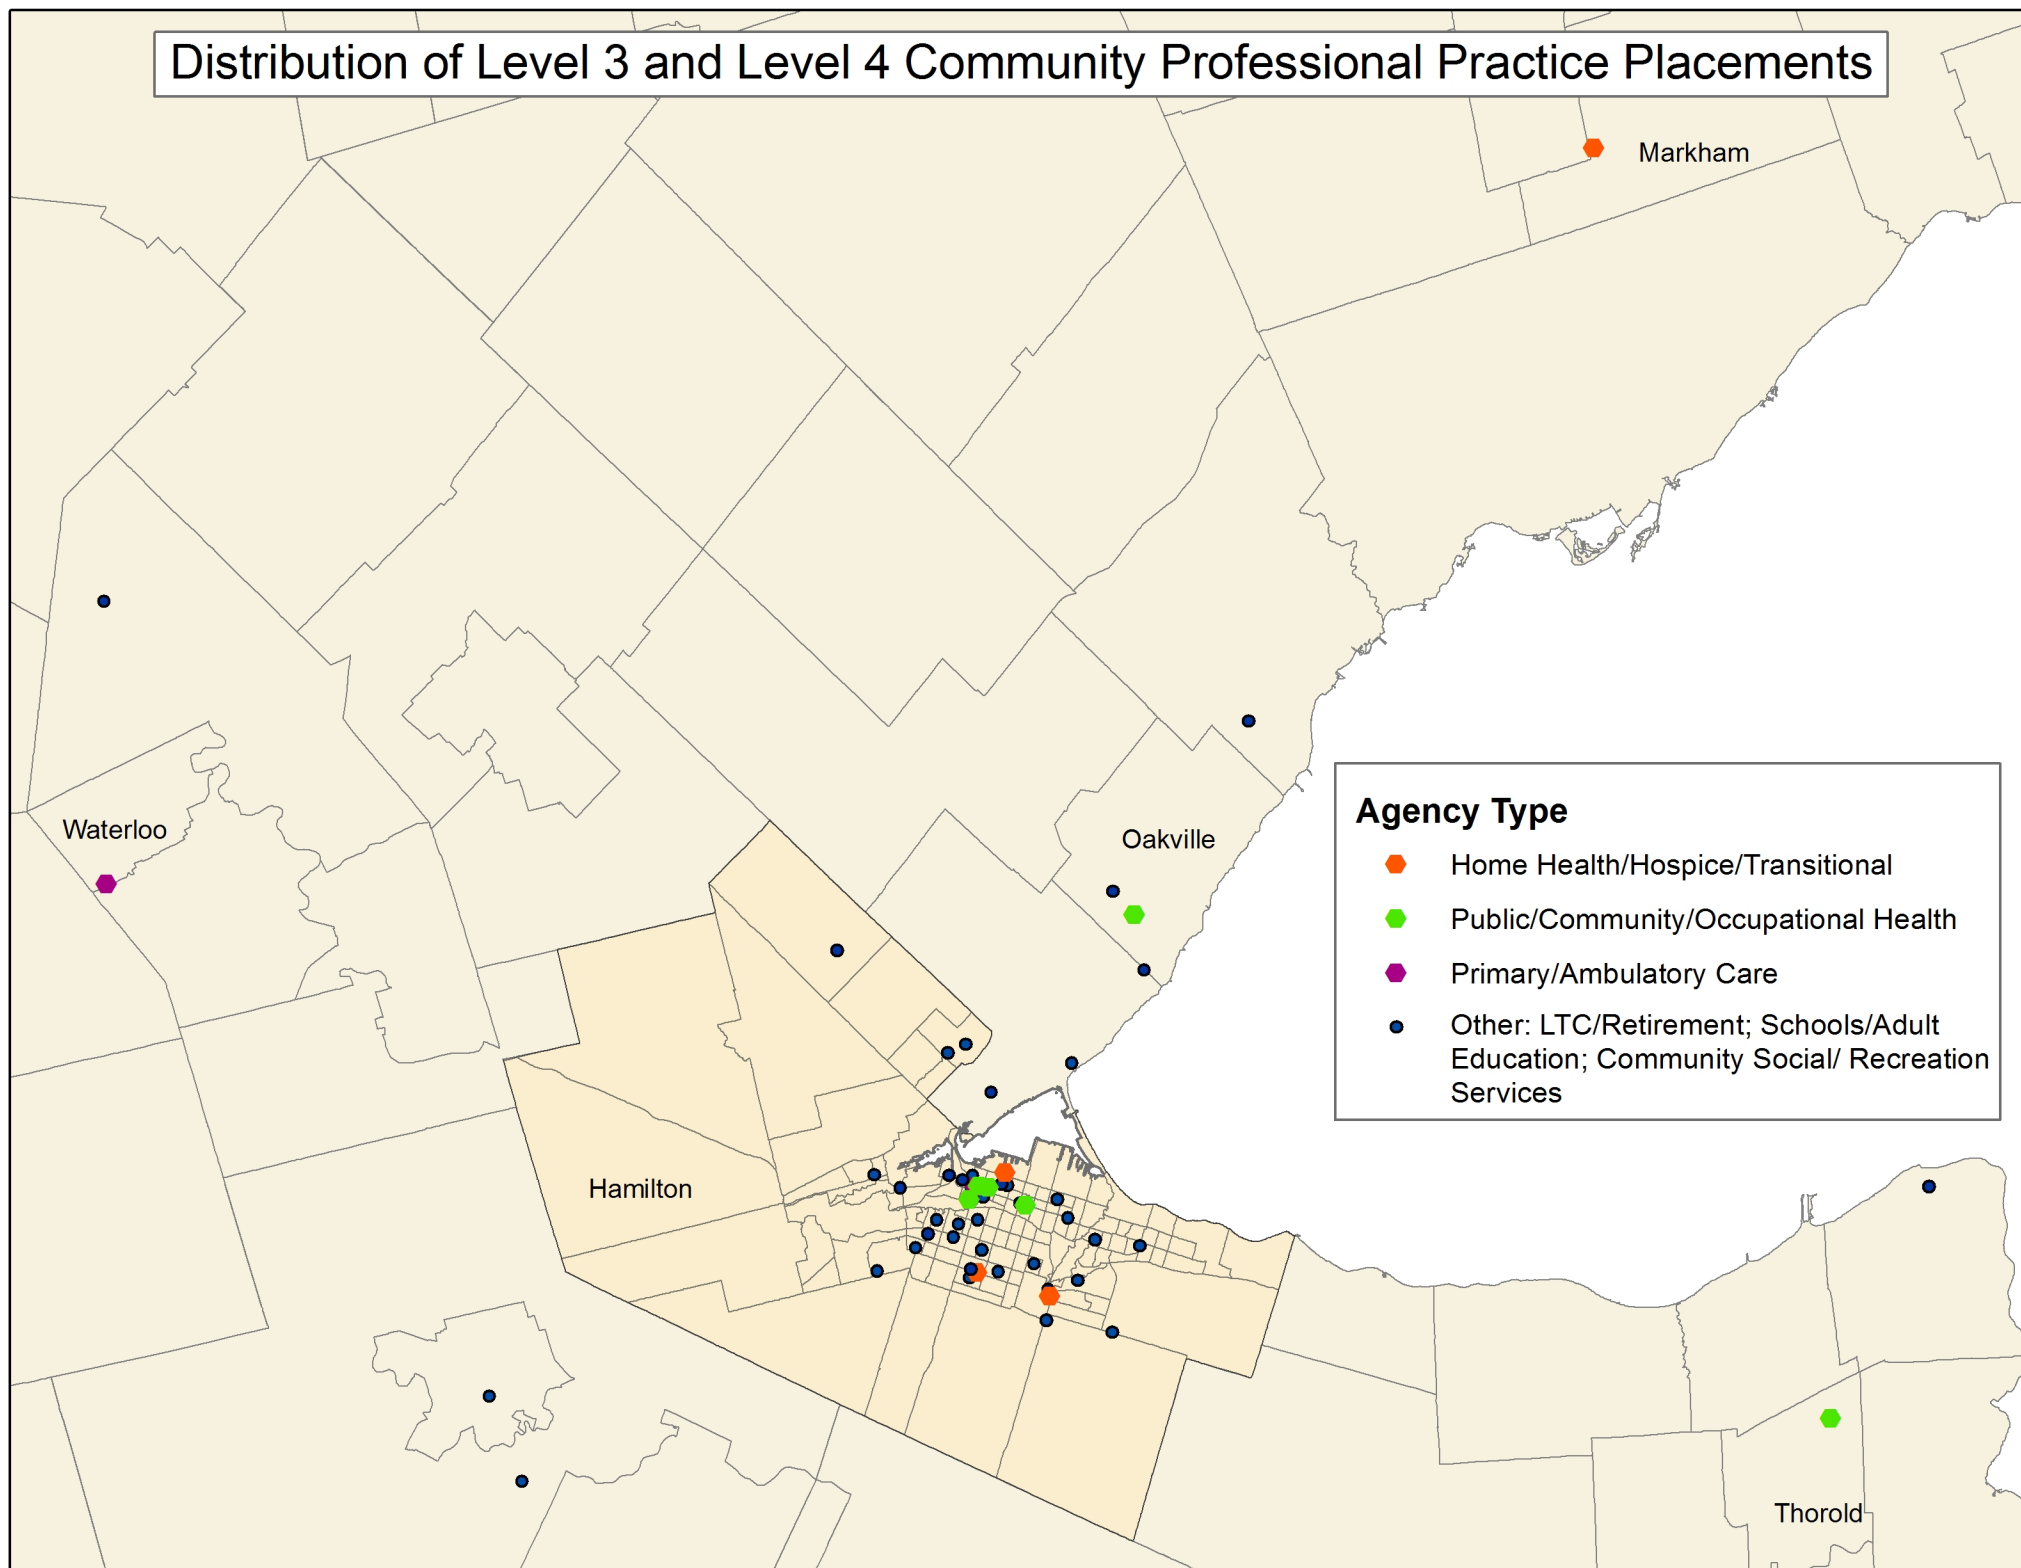 Distribution of Level 3 and Level 4 Community Professional Practice Placements
Markham
Waterloo
Oakville
Agency Type
Home Health/Hospice/Transitional
Public/Community/Occupational Health
Primary/Ambulatory Care
Other: LTC/Retirement; Schools/Adult
Education; Community Social/ Recreation
Services
Hamilton
Thorold